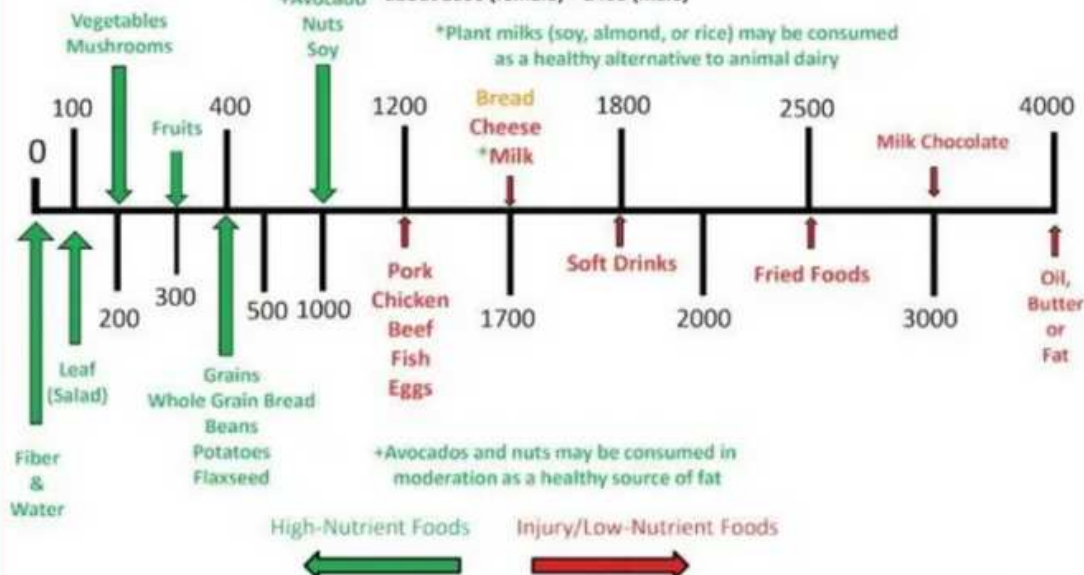 Nuts
Soy
Vegetables
Mushrooms
*Plant milks (soy, almond, or rice) may be consumed
as a healthy alternative to animal dairy
0
100
Fruits
400
1200
Bread
Cheese
*Milk
1800
2500
Milk Chocolate
4000
200
300
500
1000
1700
2000
3000
Pork
Chicken
Beef
Fish
Eggs
Soft Drinks
Fried Foods
Oil,
Butter
or
Fat
Leaf
(Salad)
Grains
Whole Grain Bread
Beans
Potatoes
Flaxseed
Fiber
&
Water
+Avocados and nuts may be consumed in
moderation as a healthy source of fat
High-Nutrient Foods
Injury/Low-Nutrient Foods